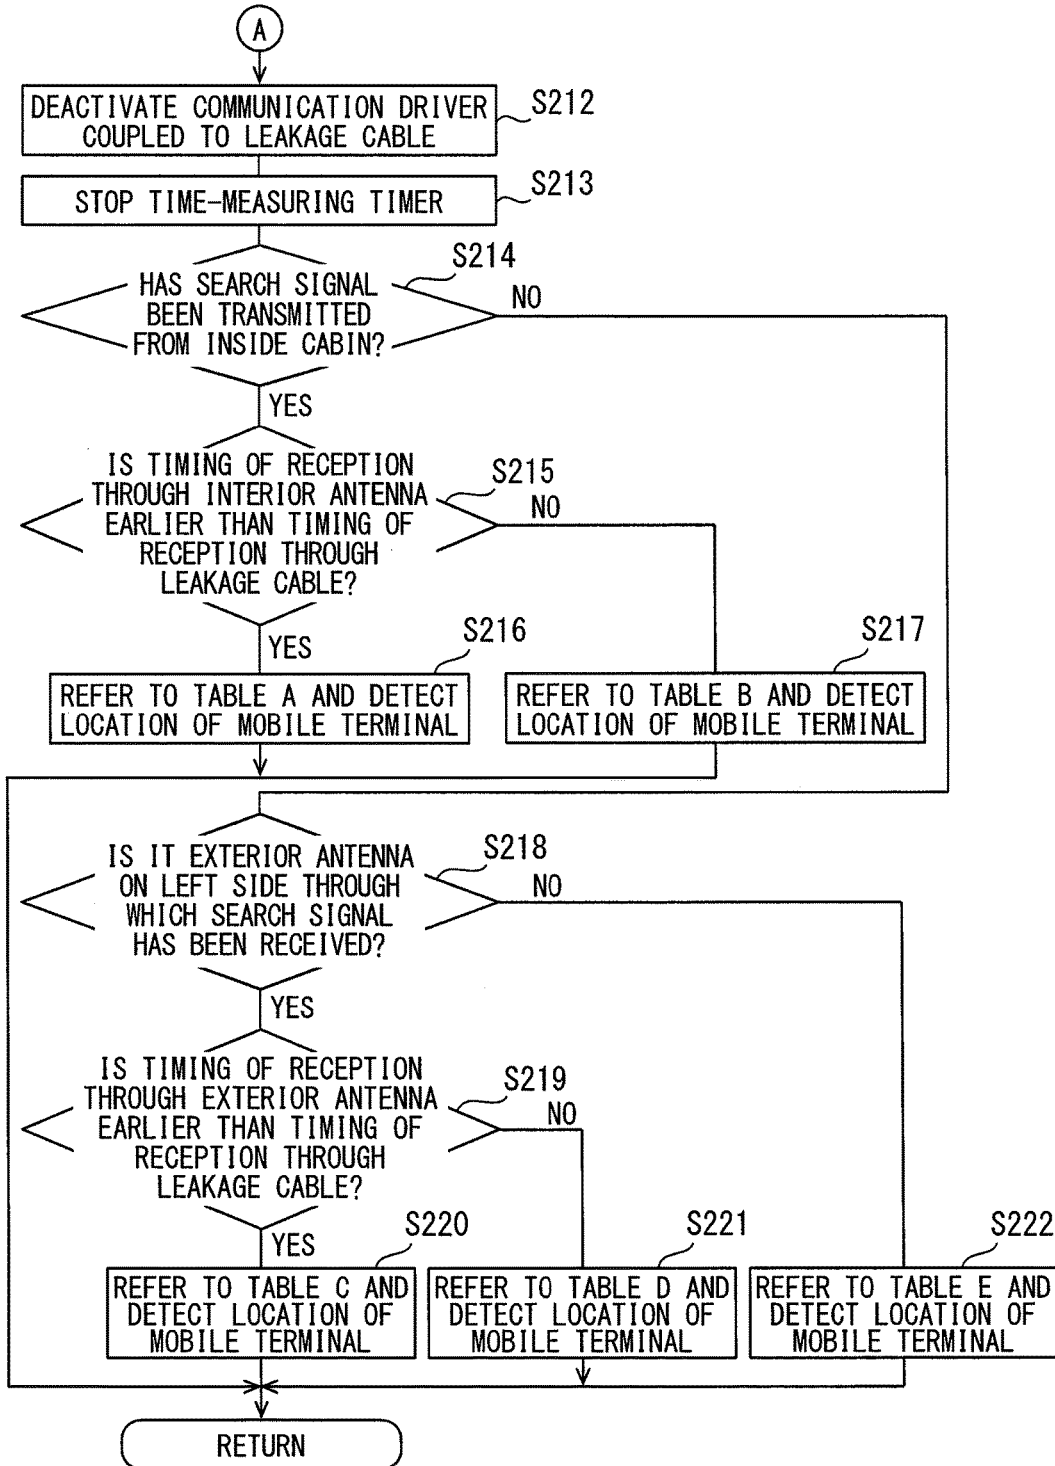 A
DEACTIVATE COMMUNICATION DRIVER
COUPLED TO LEAKAGE CABLE
S212
STOP TIME-MEASURING TIMER
S213
HAS SEARCH SIGNAL
BEEN TRANSMITTED
FROM INSIDE CABIN?
S214
NO
YES
IS TIMING OF RECEPTION
THROUGH INTERIOR ANTENNA
EARLIER THAN TIMING OF
RECEPTION THROUGH
LEAKAGE CABLE?
S215
NO
YES
S216
S217
REFER TO TABLE A AND DETECT
LOCATION OF MOBILE TERMINAL
REFER TO TABLE B AND DETECT
LOCATION OF MOBILE TERMINAL
IS IT EXTERIOR ANTENNA
ON LEFT SIDE THROUGH
WHICH SEARCH SIGNAL
HAS BEEN RECEIVED?
S218
NO
YES
IS TIMING OF RECEPTION
THROUGH EXTERIOR ANTENNA
EARLIER THAN TIMING OF
RECEPTION THROUGH
LEAKAGE CABLE?
S219
NO
YES
S220
S221
S222
REFER TO TABLE C AND
DETECT LOCATION OF
MOBILE TERMINAL
REFER TO TABLE D AND
DETECT LOCATION OF
MOBILE TERMINAL
REFER TO TABLE E AND
DETECT LOCATION OF
MOBILE TERMINAL
RETURN